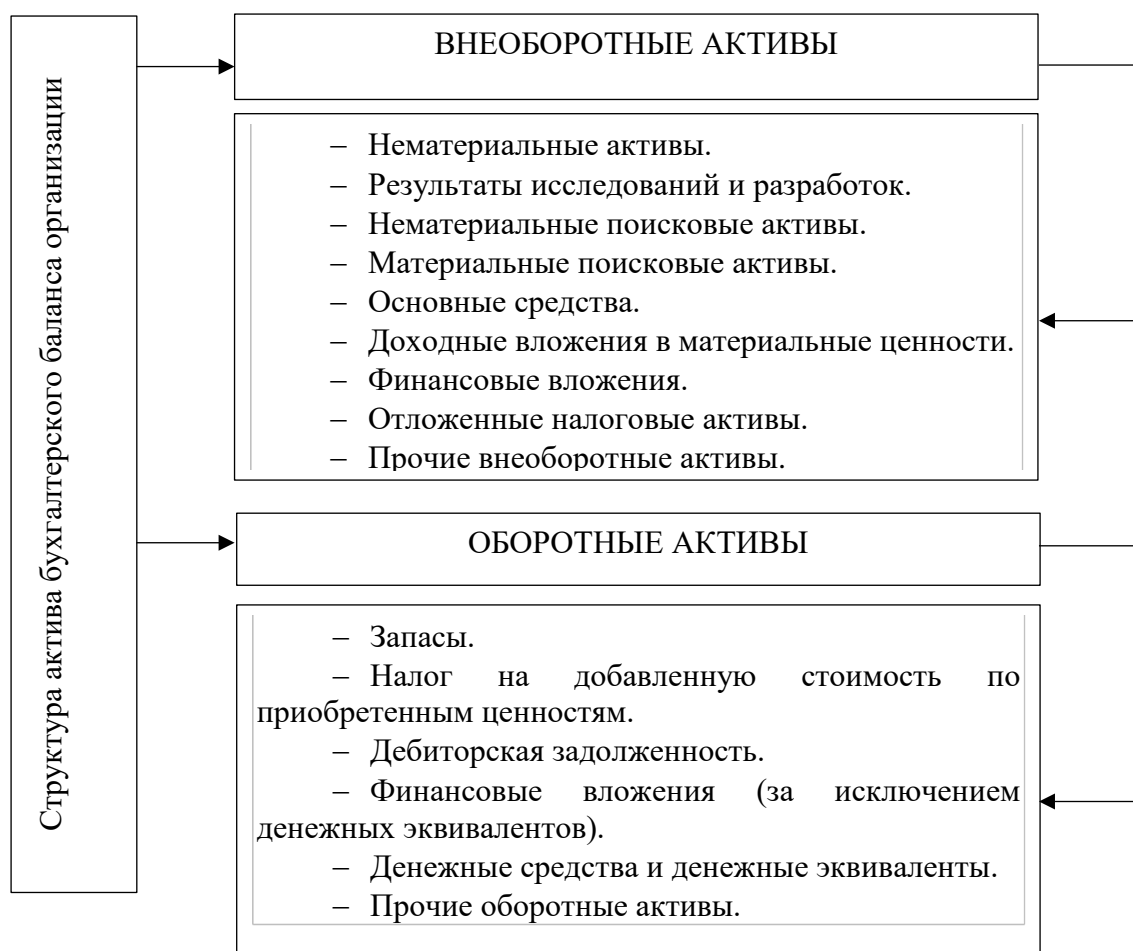 Структура актива бухгалтерского баланса организации
ВНЕОБОРОТНЫЕ АКТИВЫ
– Нематериальные активы.
– Результаты исследований и разработок.
– Нематериальные поисковые активы.
– Материальные поисковые активы.
– Основные средства.
– Доходные вложения в материальные ценности.
– Финансовые вложения.
– Отложенные налоговые активы.
– Прочие внеоборотные активы.
ОБОРОТНЫЕ АКТИВЫ
– Запасы.
– Налог на добавленную стоимость по
приобретенным ценностям.
– Дебиторская задолженность.
– Финансовые вложения (за исключением
денежных эквивалентов).
– Денежные средства и денежные эквиваленты.
– Прочие оборотные активы.